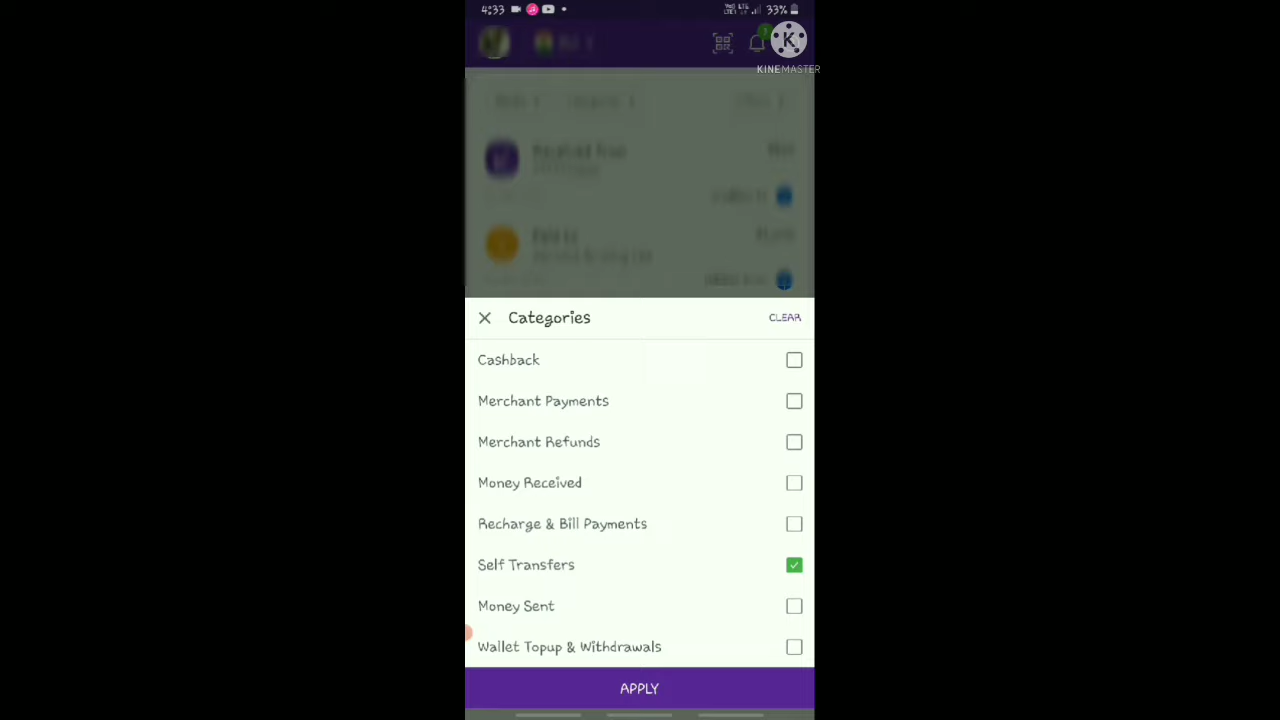 4:33
33%
K
KINEMASTER
Categories
CLEAR
Cashback
Merchant Payments
Merchant Refunds
Money Received
Recharge & Bill Payments
Self Transfers
Money Sent
Wallet Topup & Withdrawals
APPLY